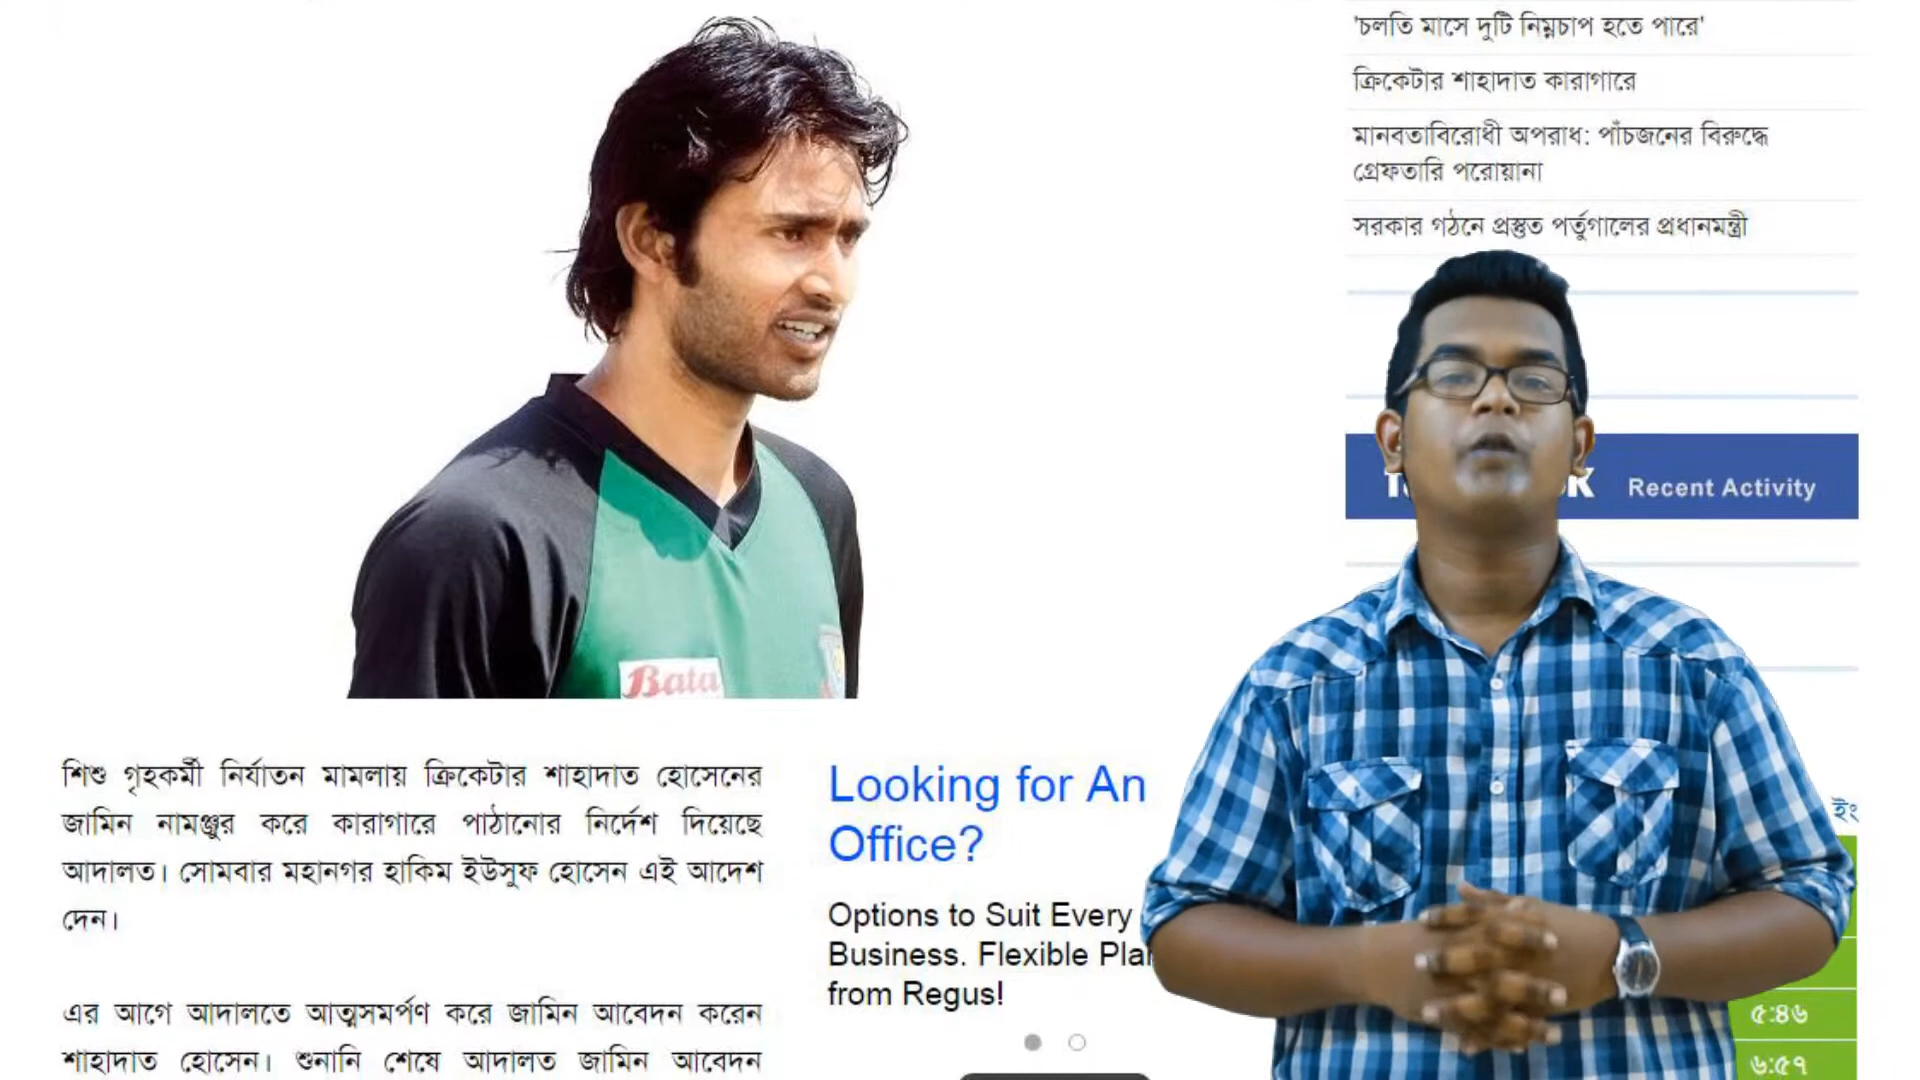 'চলতি মাসে দুটি নিম্নচাপ হতে পারে'
ক্রিকেটার শাহাদাত কারাগারে
মানবতাবিরোধী অপরাধ: পাঁচজনের বিরুদ্ধে
গ্রেফতারি পরোয়ানা
সরকার গঠনে প্রস্তুত পর্তুগালের প্রধানমন্ত্রী
Recent Activity
Bata
শিশু গৃহকর্মী নির্যাতন মামলায় ক্রিকেটার শাহাদাত হোসেনের
জামিন নামঞ্জুর করে কারাগারে পাঠানোর নির্দেশ দিয়েছে
আদালত। সোমবার মহানগর হাকিম ইউসুফ হোসেন এই আদেশ
দেন।
এর আগে আদালতে আত্মসমর্পণ করে জামিন আবেদন করেন
শাহাদাত হোসেন। শুনানি শেষে আদালত জামিন আবেদন
Looking for An
Office?
Options to Suit Every
Business. Flexible
from Regus!
৫:৪৬
৬:৫৭